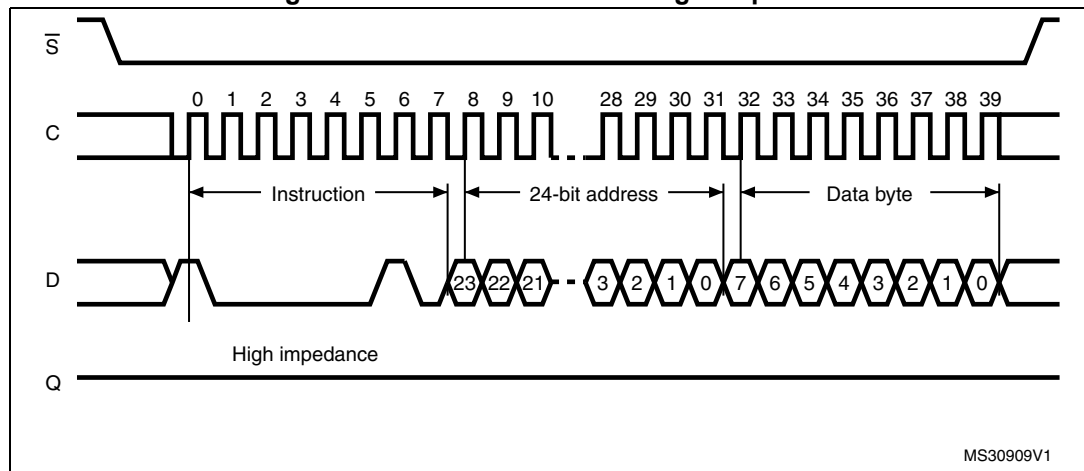 S
0 1 2 3 4 5 6 7 8 9 10 28 29 30 31 32 33 34 35 36 37 38 39
C
Instruction 24-bit address Data byte
D 23 22 21 3 2 1 0 7 6 5 4 3 2 1 0
High impedance
Q
MS30909V1